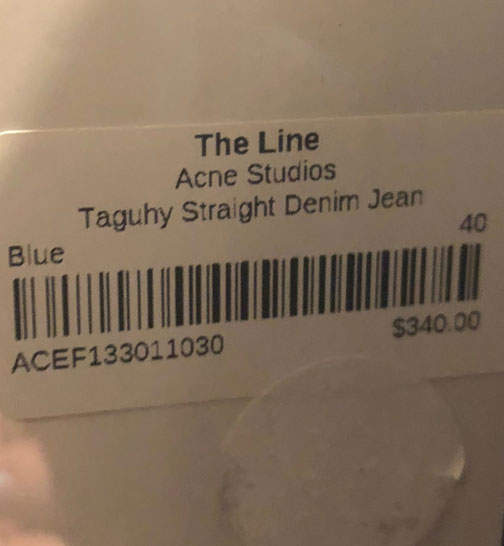 The Line
Acne Studios
Taguhy Straight Denim Jean
Blue 40
ACEF133011030 $340.00